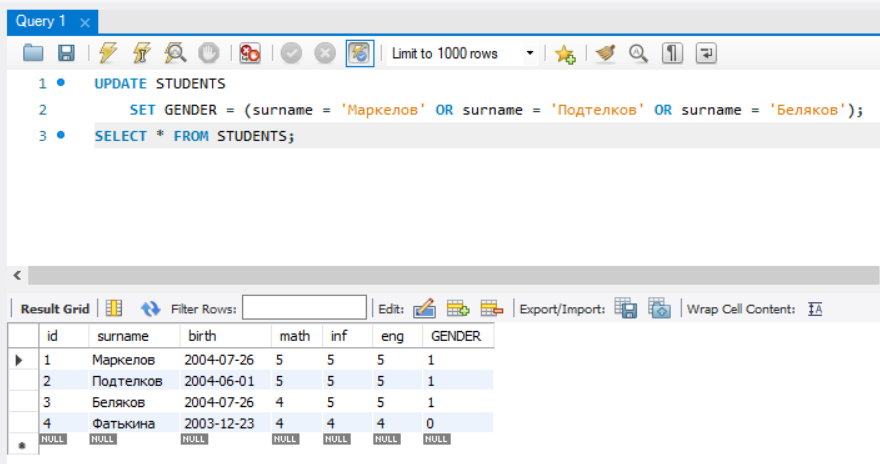 Query 1
Limit to 1000 rows
1 UPDATE STUDENTS
2 SET GENDER = (surname = 'Маркелов' OR surname = 'Подтелков' OR surname = 'Беляков');
3 SELECT * FROM STUDENTS;
Result Grid Filter Rows: Edit: Export/Import: Wrap Cell Content:
id surname birth math inf eng GENDER
1 Маркелов 2004-07-26 5 5 5 1
2 Подтелков 2004-06-01 5 5 5 1
3 Беляков 2004-07-26 4 5 5 1
4 Фатькина 2003-12-23 4 4 4 0
NULL NULL NULL NULL NULL NULL NULL